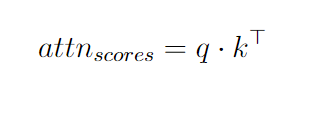 attn_scores = q · k^⊤